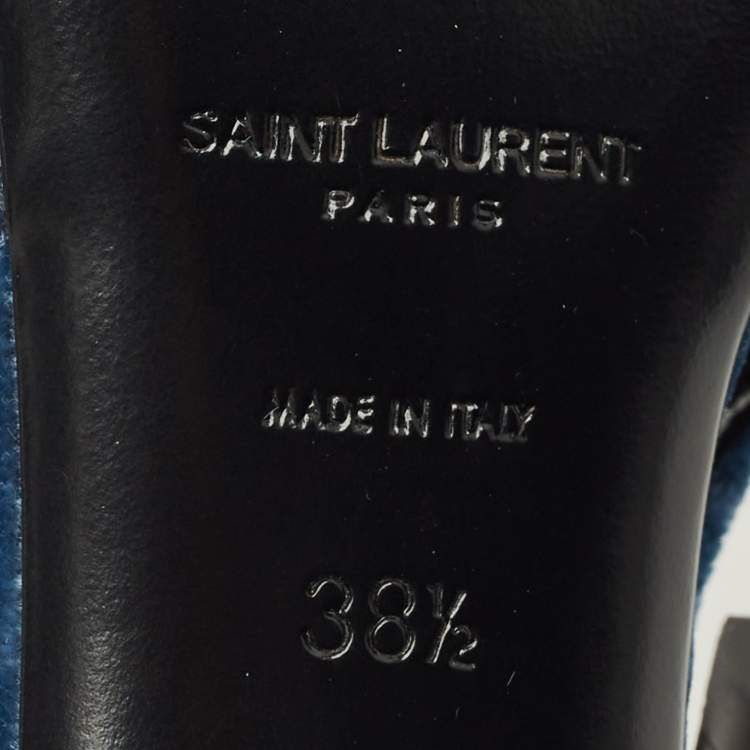 SAINT LAURENT
PARIS
MADE IN ITALY
38½